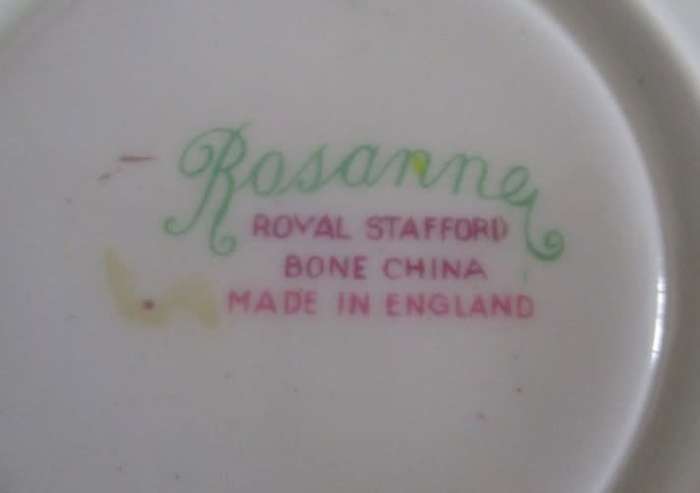 Rosanne
ROYAL STAFFORD
BONE CHINA
MADE IN ENGLAND